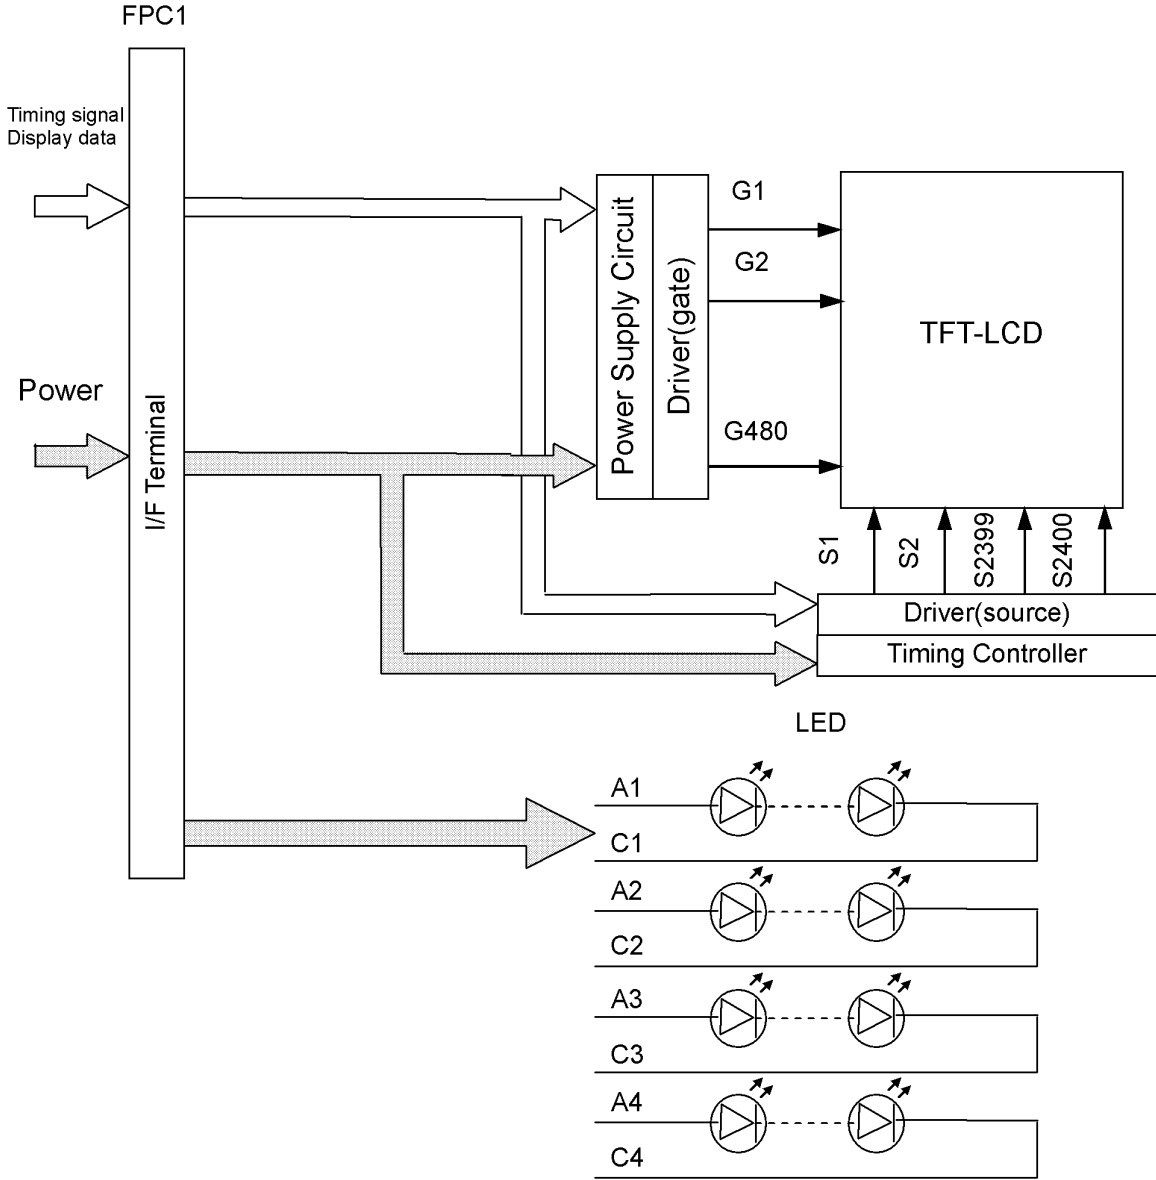 FPC1
Timing signal
Display data
Power
I/F Terminal
Power Supply Circuit
Driver(gate)
G1
G2
G480
TFT-LCD
S1
S2
S2399
S2400
Driver(source)
Timing Controller
LED
A1
C1
A2
C2
A3
C3
A4
C4